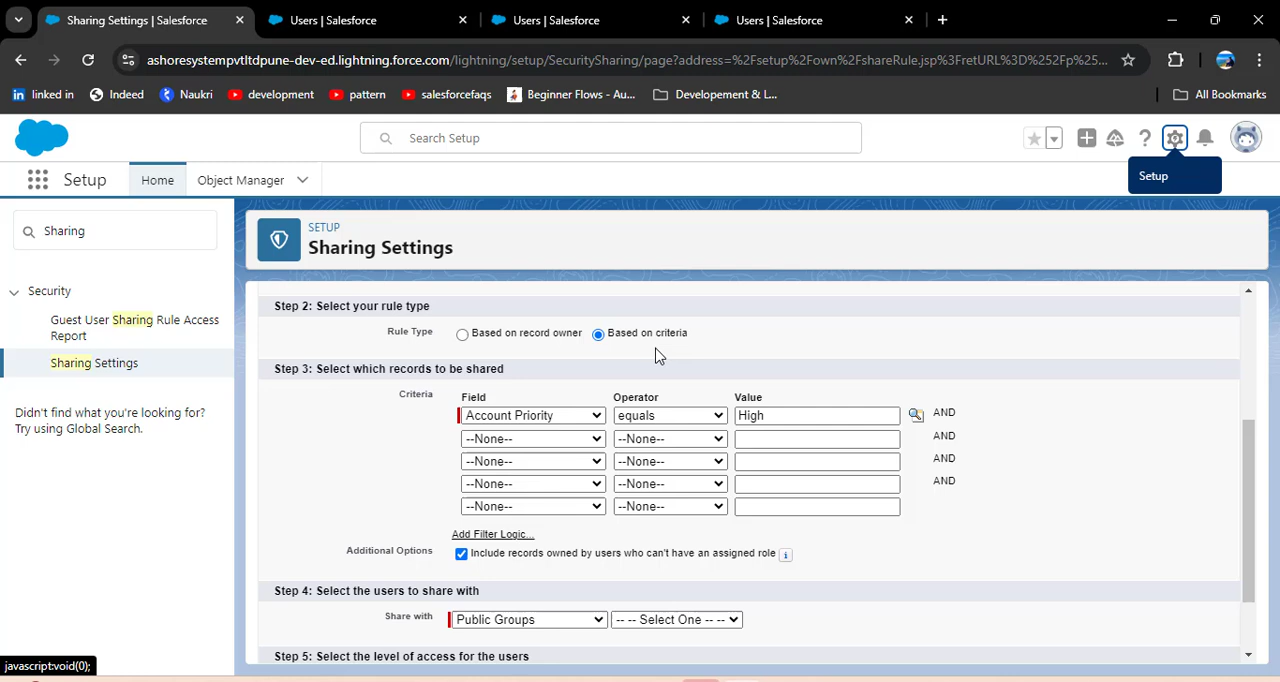 Sharing Settings | Salesforce
Users | Salesforce
Users | Salesforce
Users | Salesforce
ashoresystempvtltdpune-dev-ed.lightning.force.com/lightning/setup/SecuritySharing/page?address=%2Fsetup%2Fown%2FshareRule.jsp%3FretURL%3D%252Fp%25...
linked in
Indeed
Naukri
development
pattern
salesforcefaqs
Beginner Flows - Au...
Developement & L...
All Bookmarks
Search Setup
Setup
Setup
Home
Object Manager
Sharing
SETUP
Sharing Settings
Security
Guest User Sharing Rule Access
Report
Sharing Settings
Didn't find what you're looking for?
Try using Global Search.
Step 2: Select your rule type
Rule Type
Based on record owner
Based on criteria
Step 3: Select which records to be shared
Criteria
Field
Operator
Value
Account Priority
equals
High
AND
--None--
--None--
AND
--None--
--None--
AND
--None--
--None--
AND
--None--
--None--
Add Filter Logic...
Additional Options
Include records owned by users who can't have an assigned role
i
Step 4: Select the users to share with
Share with
Public Groups
-- -- Select One -- --
Step 5: Select the level of access for the users
javascript:void(0);